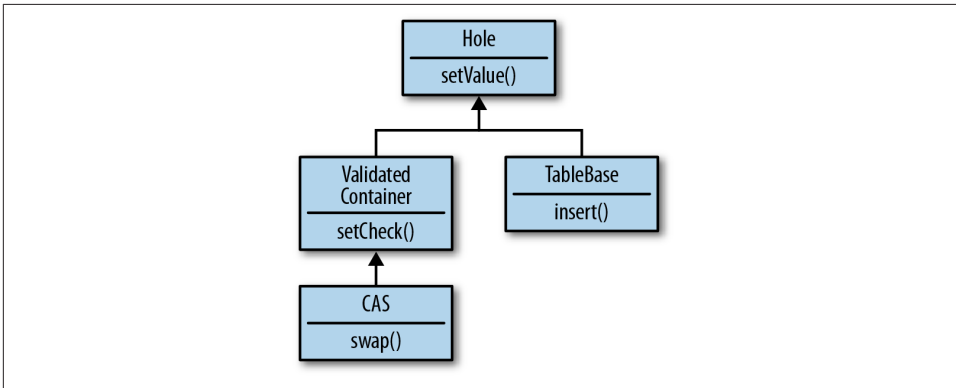 Hole
setValue()
Validated
Container
setCheck()
TableBase
insert()
CAS
swap()